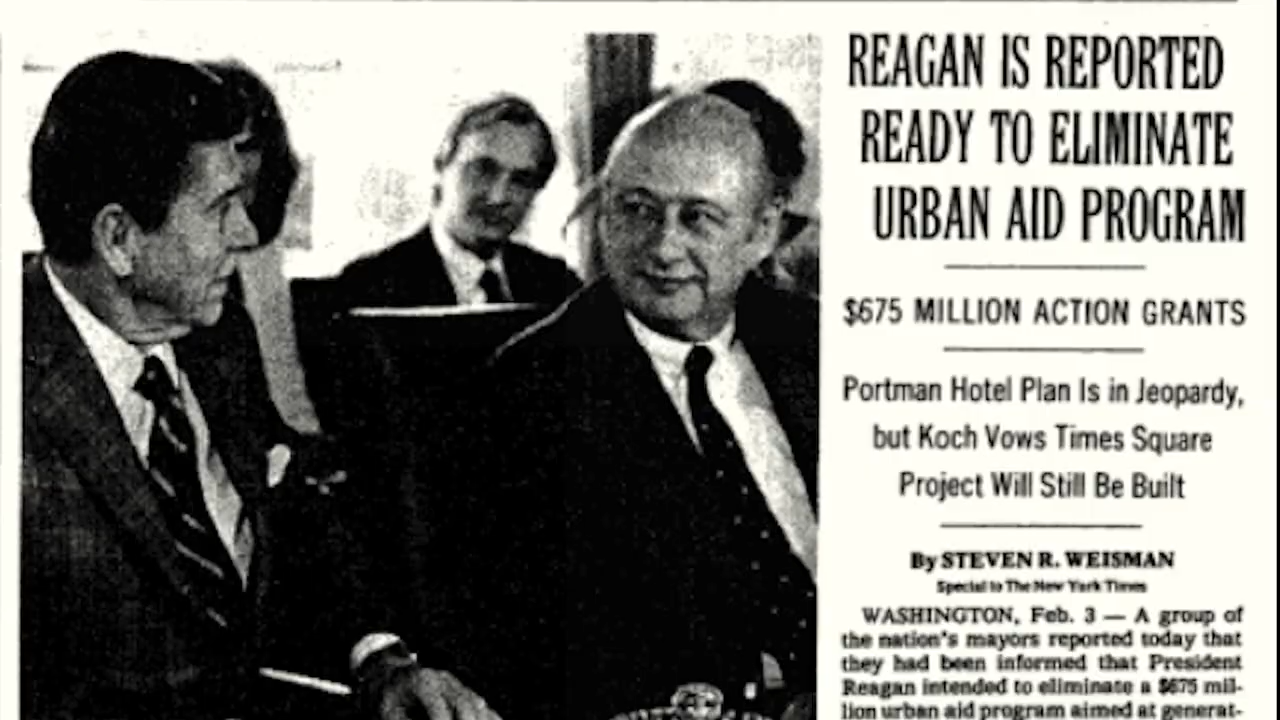 REAGAN IS REPORTED
READY TO ELIMINATE
URBAN AID PROGRAM
$675 MILLION ACTION GRANTS
Portman Hotel Plan Is in Jeopardy,
but Koch Vows Times Square
Project Will Still Be Built
By STEVEN R. WEISMAN
Special to The New York Times
WASHINGTON, Feb. 3 — A group of
the nation's mayors reported today that
they had been informed that President
Reagan intended to eliminate a $675 mil-
lion urban aid program aimed at generat-